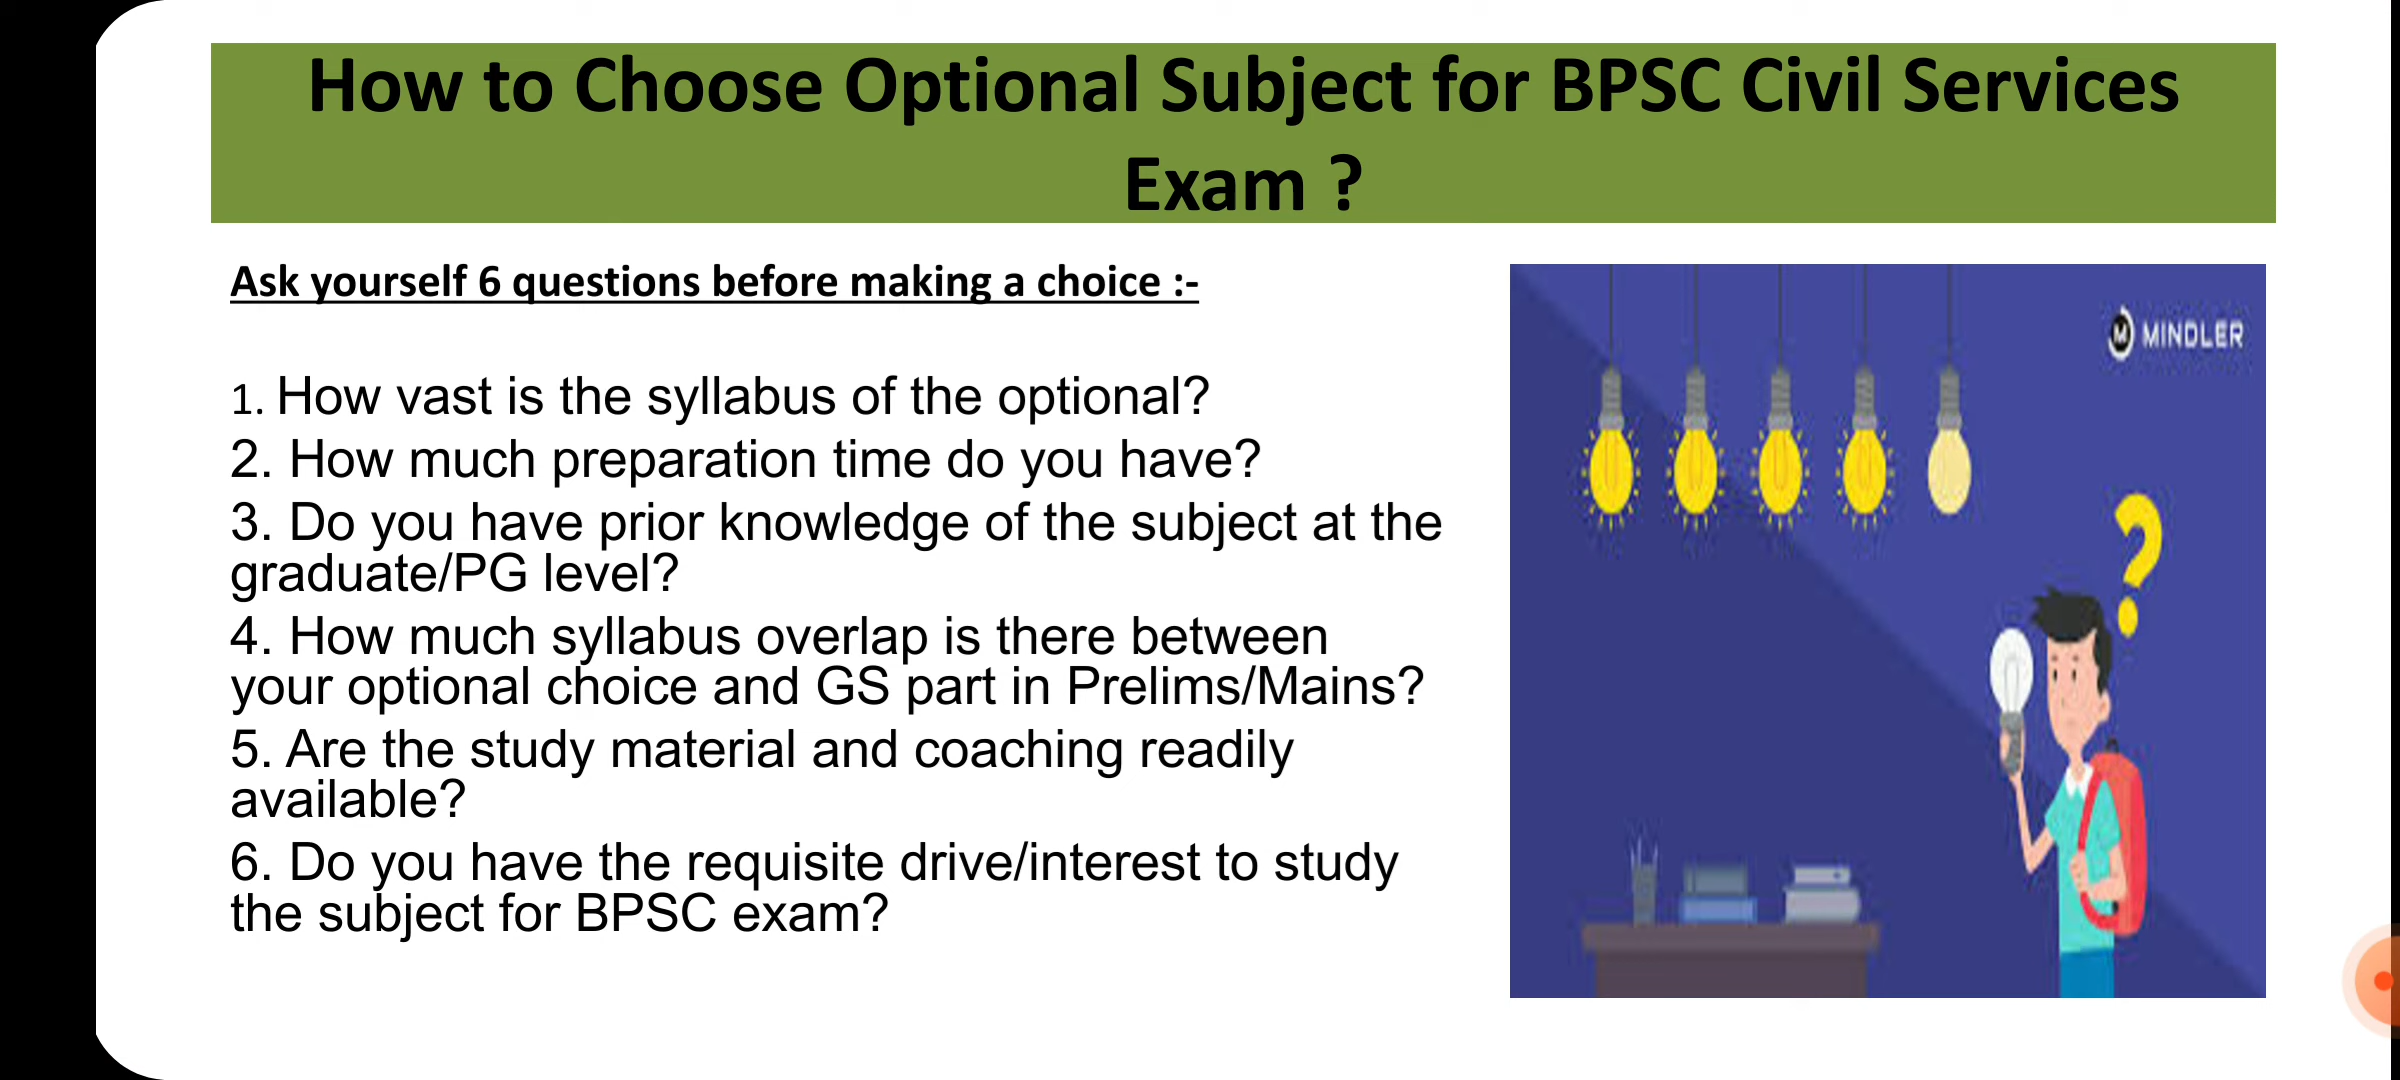 How to Choose Optional Subject for BPSC Civil Services
Exam ?
Ask yourself 6 questions before making a choice :-
1. How vast is the syllabus of the optional?
2. How much preparation time do you have?
3. Do you have prior knowledge of the subject at the
graduate/PG level?
4. How much syllabus overlap is there between
your optional choice and GS part in Prelims/Mains?
5. Are the study material and coaching readily
available?
6. Do you have the requisite drive/interest to study
the subject for BPSC exam?
M MINDLER
?